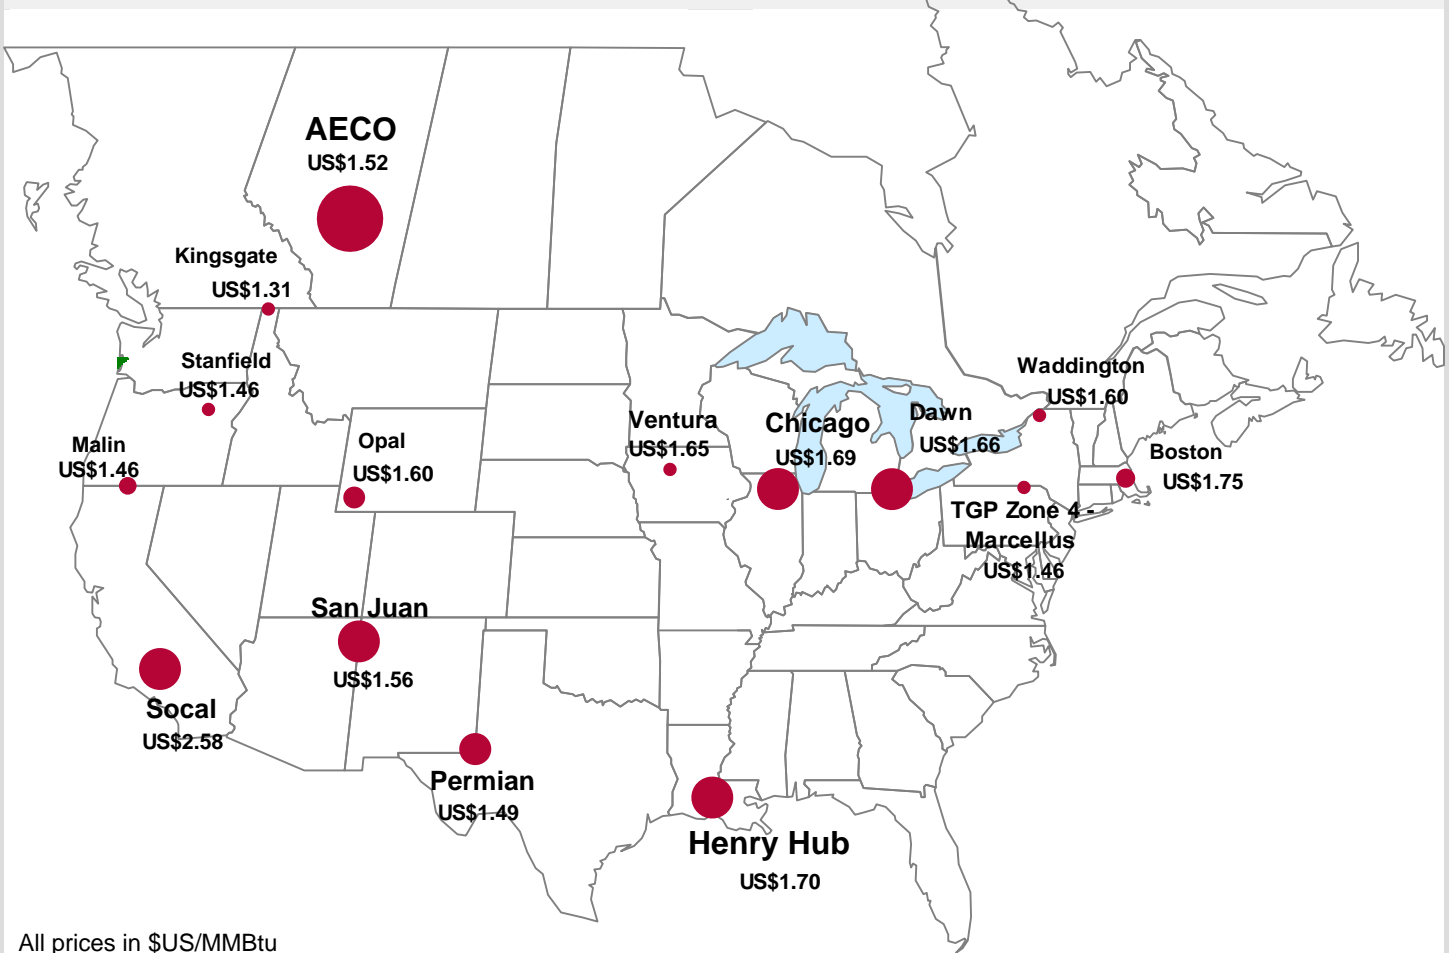 AECO
US$1.52
Kingsgate
US$1.31
Stanfield
US$1.46
Malin
US$1.46
Opal
US$1.60
Ventura
US$1.65
Chicago
US$1.69
Dawn
US$1.66
Waddington
US$1.60
Boston
US$1.75
TGP Zone 4 -
Marcellus
US$1.46
San Juan
US$1.56
Socal
US$2.58
Permian
US$1.49
Henry Hub
US$1.70
All prices in $US/MMBtu